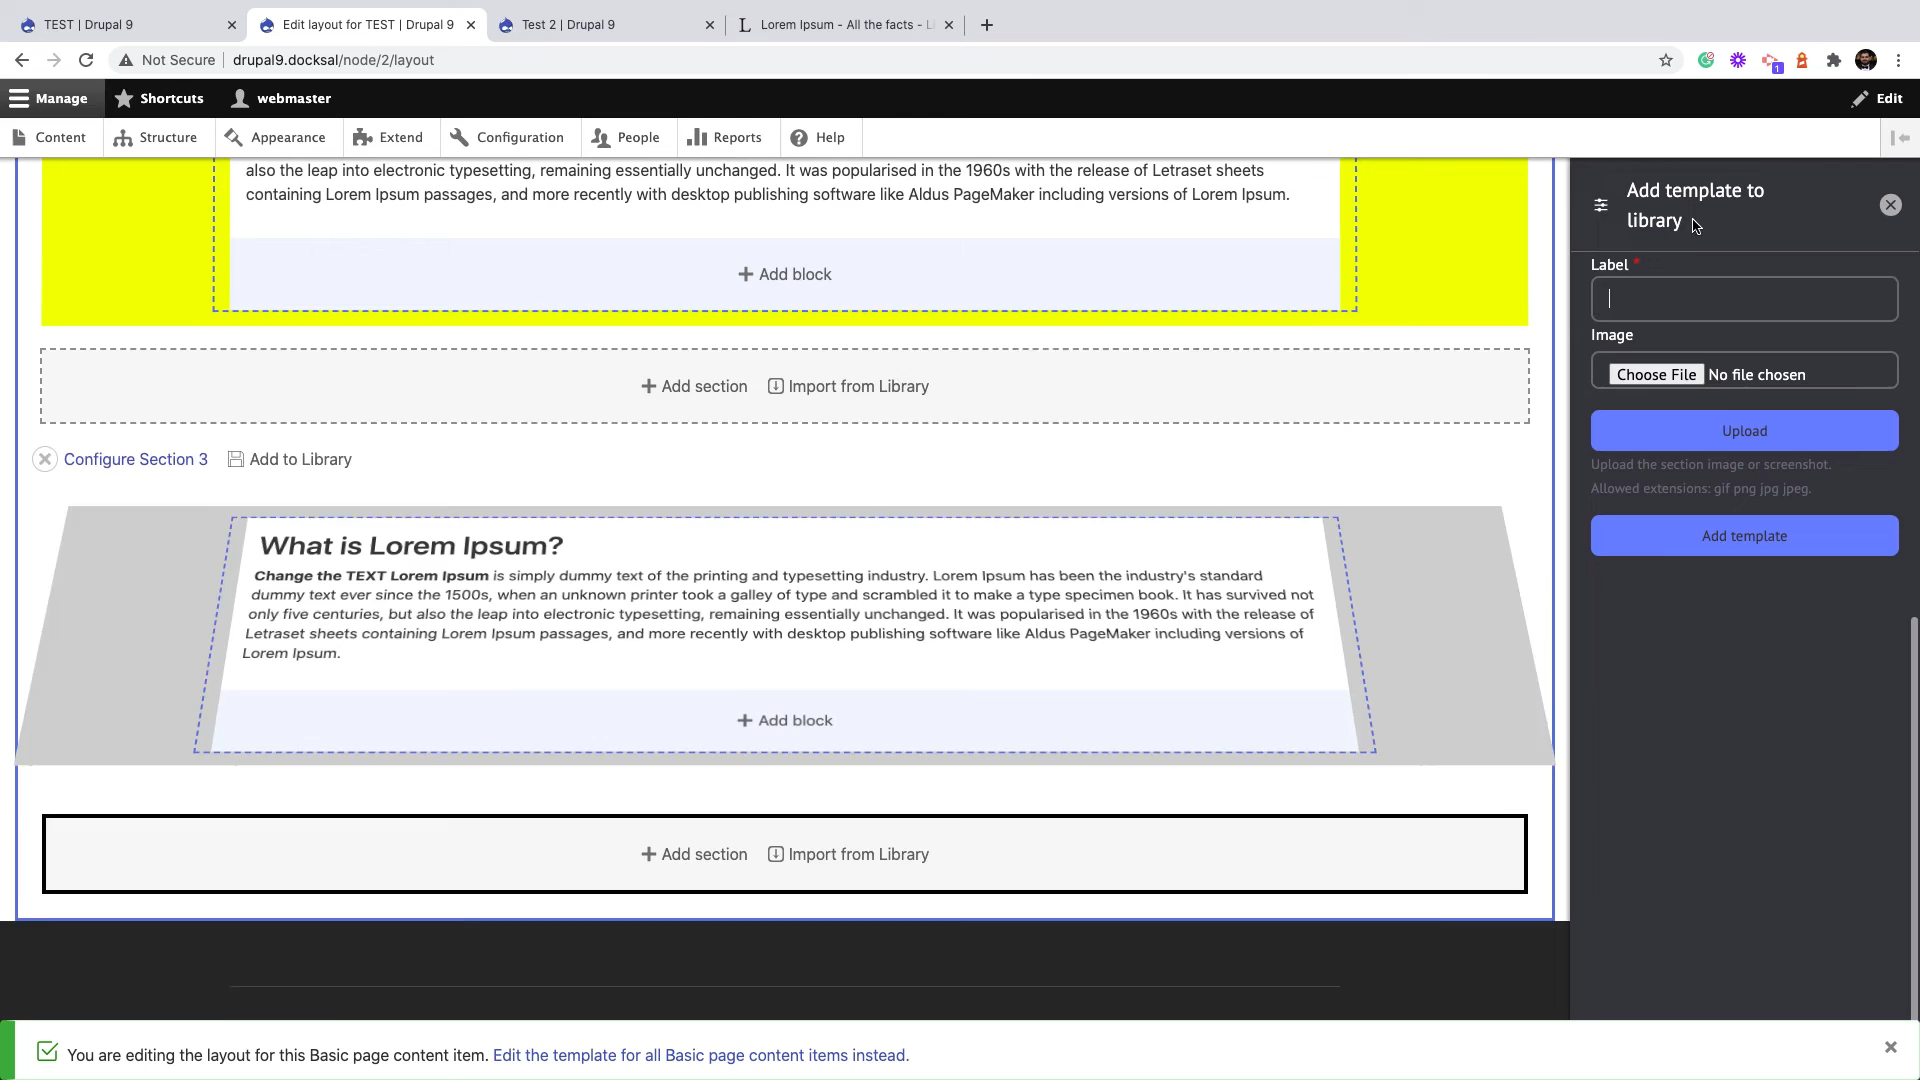 TEST | Drupal 9
Edit layout for TEST | Drupal 9
Test 2 | Drupal 9
Lorem Ipsum - All the facts - L
Not Secure
drupal9.docksal/node/2/layout
1
Manage
Shortcuts
webmaster
Edit
Content
Structure
Appearance
Extend
Configuration
People
Reports
Help
also the leap into electronic typesetting, remaining essentially unchanged. It was popularised in the 1960s with the release of Letraset sheets
containing Lorem Ipsum passages, and more recently with desktop publishing software like Aldus PageMaker including versions of Lorem Ipsum.
+ Add block
+ Add section
Import from Library
Configure Section 3
Add to Library
What is Lorem Ipsum?
Change the TEXT Lorem Ipsum is simply dummy text of the printing and typesetting industry. Lorem Ipsum has been the industry's standard
dummy text ever since the 1500s, when an unknown printer took a galley of type and scrambled it to make a type specimen book. It has survived not
only five centuries, but also the leap into electronic typesetting, remaining essentially unchanged. It was popularised in the 1960s with the release of
Letraset sheets containing Lorem Ipsum passages, and more recently with desktop publishing software like Aldus PageMaker including versions of
Lorem Ipsum.
+ Add block
+ Add section
Import from Library
Add template to
library
Label *
Image
Choose File No file chosen
Upload
Upload the section image or screenshot.
Allowed extensions: gif png jpg jpeg.
Add template
You are editing the layout for this Basic page content item. Edit the template for all Basic page content items instead.